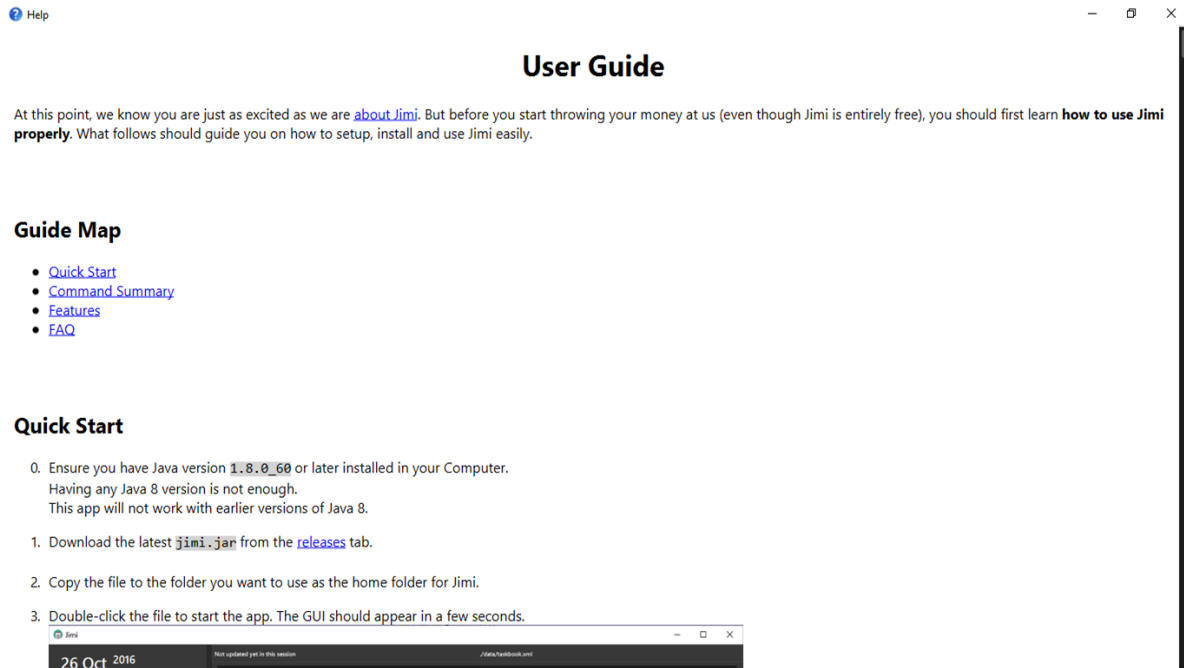 Help
User Guide
At this point, we know you are just as excited as we are about Jimi. But before you start throwing your money at us (even though Jimi is entirely free), you should first learn how to use Jimi
properly. What follows should guide you on how to setup, install and use Jimi easily.
Guide Map
• Quick Start
• Command Summary
• Features
• FAQ
Quick Start
0. Ensure you have Java version 1.8.0_60 or later installed in your Computer.
Having any Java 8 version is not enough.
This app will not work with earlier versions of Java 8.
1. Download the latest jimi.jar from the releases tab.
2. Copy the file to the folder you want to use as the home folder for Jimi.
3. Double-click the file to start the app. The GUI should appear in a few seconds.
Jimi
26 Oct 2016
Not updated yet in this session
./data/taskbook.xml